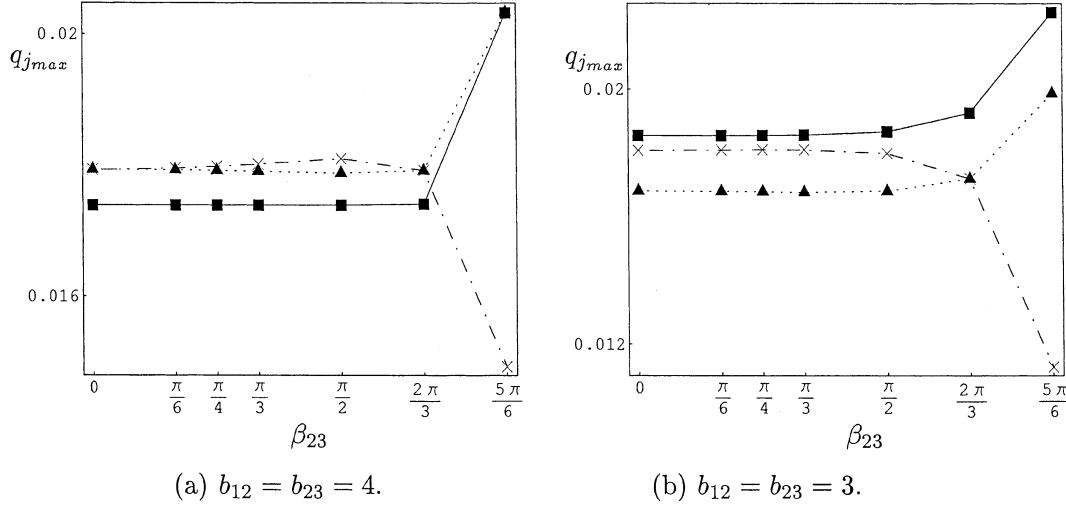 q_{j_{max}}
0.02
0.016
0 π/6 π/4 π/3 π/2 2π/3 5π/6
β_{23}
(a) b_{12} = b_{23} = 4.
q_{j_{max}}
0.02
0.012
0 π/6 π/4 π/3 π/2 2π/3 5π/6
β_{23}
(b) b_{12} = b_{23} = 3.